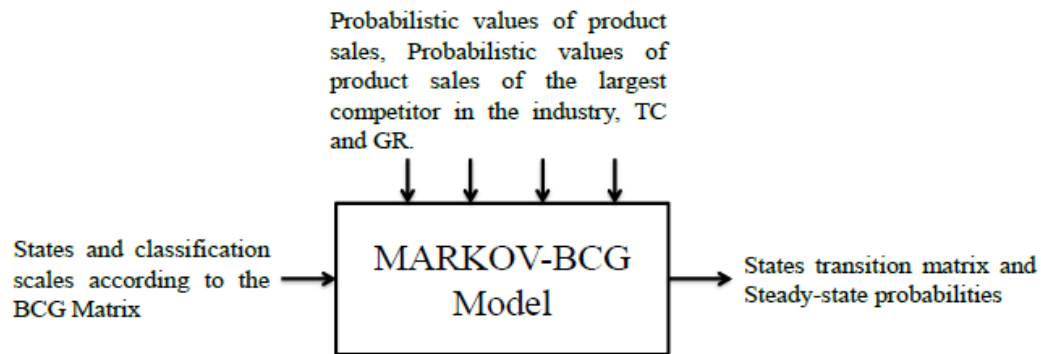 Probabilistic values of product
sales, Probabilistic values of
product sales of the largest
competitor in the industry, TC
and GR.
States and classification
scales according to the
BCG Matrix
MARKOV-BCG
Model
States transition matrix and
Steady-state probabilities